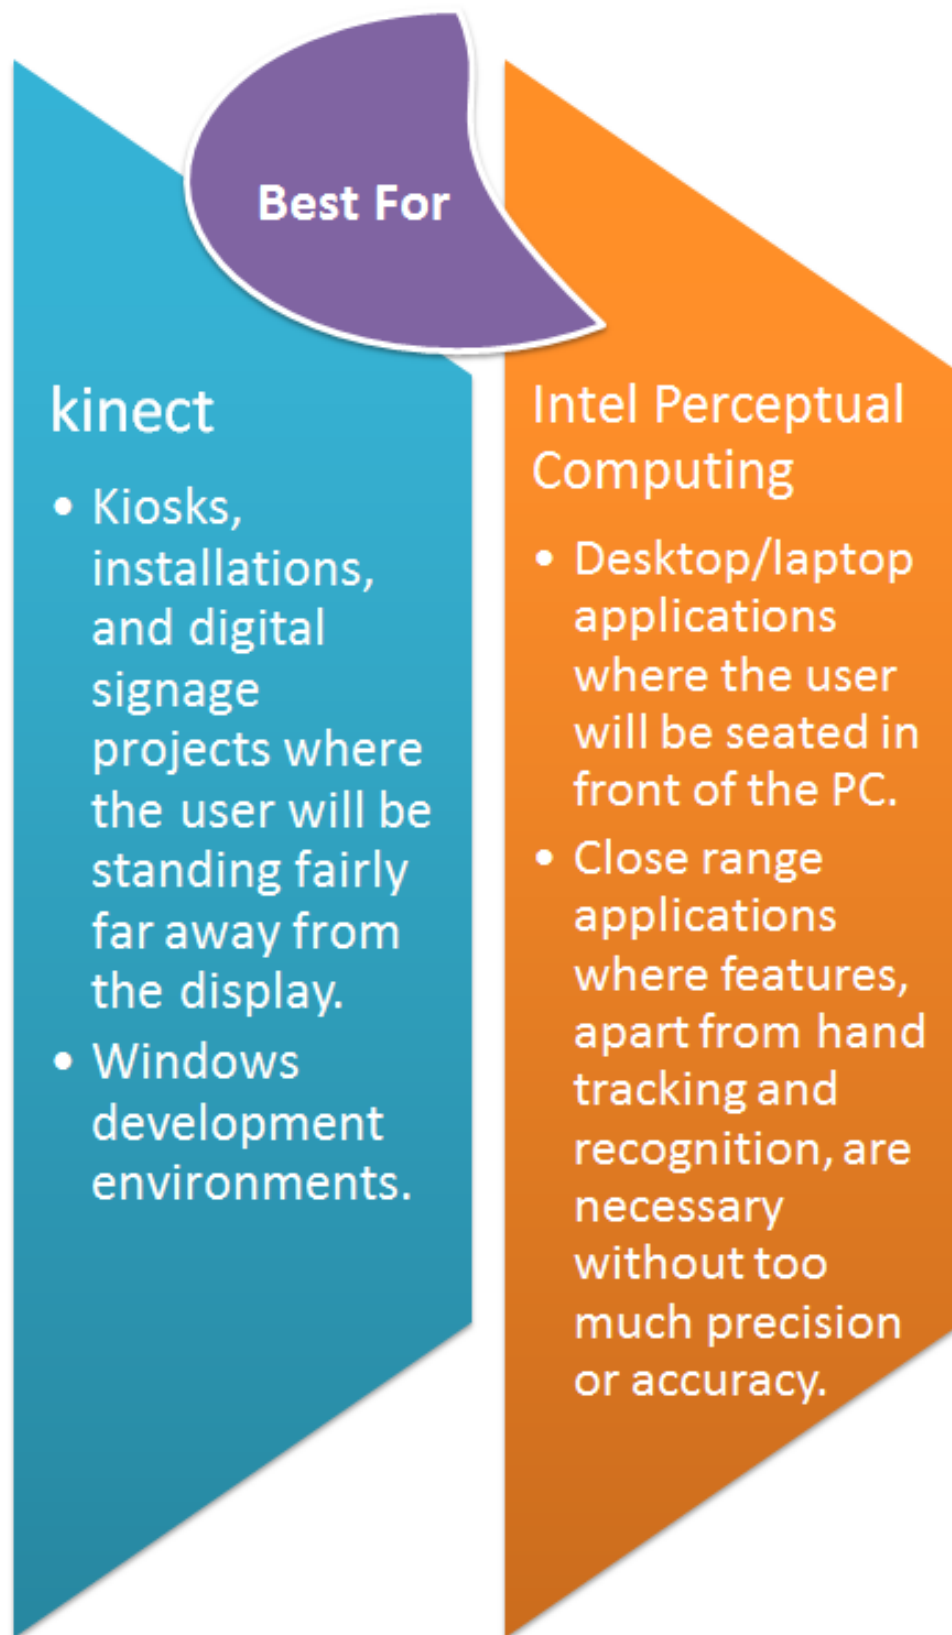 Best For
kinect
• Kiosks,
installations,
and digital
signage
projects where
the user will be
standing fairly
far away from
the display.
• Windows
development
environments.
Intel Perceptual
Computing
• Desktop/laptop
applications
where the user
will be seated in
front of the PC.
• Close range
applications
where features,
apart from hand
tracking and
recognition, are
necessary
without too
much precision
or accuracy.